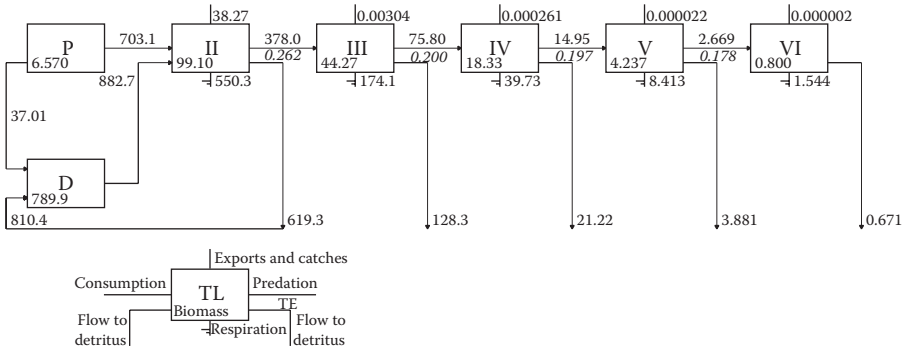 38.27
0.00304
0.000261
0.000022
0.000002
P
703.1
II
378.0
III
75.80
IV
14.95
V
2.669
VI
6.570
882.7
99.10
0.262
44.27
0.200
18.33
0.197
4.237
0.178
0.800
550.3
174.1
39.73
8.413
1.544
37.01
D
789.9
810.4
619.3
128.3
21.22
3.881
0.671
Exports and catches
Consumption
TL
Predation
Biomass
TE
Flow to
detritus
Respiration
Flow to
detritus